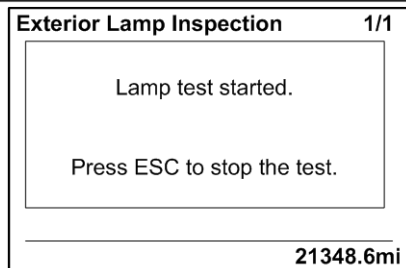 Exterior Lamp Inspection 1/1
Lamp test started.
Press ESC to stop the test.
21348.6mi